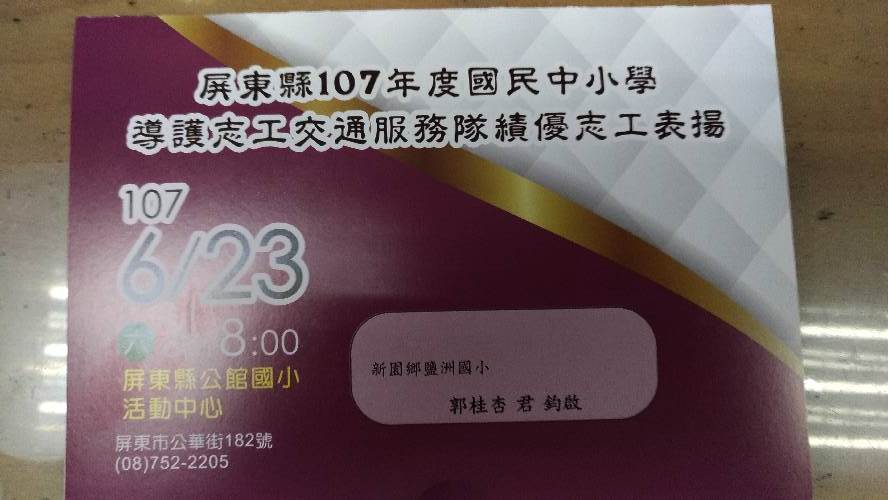 屏東縣107年度國民中小學
導護志工交通服務隊績優志工表揚
107
6/23
六 8:00
屏東縣公館國小
活動中心
屏東市公華街182號
(08)752-2205
新園鄉鹽洲國小
郭桂杏 君 鈞啟